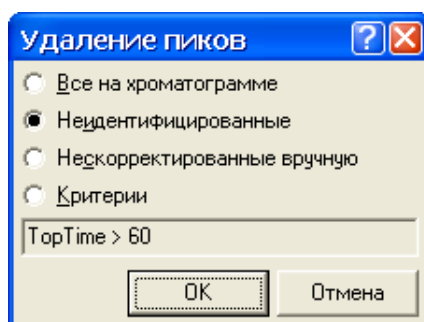 Удаление пиков
Все на хроматограмме
Неидентифицированные
Нескорректированные вручную
Критерии
TopTime > 60
OK Отмена